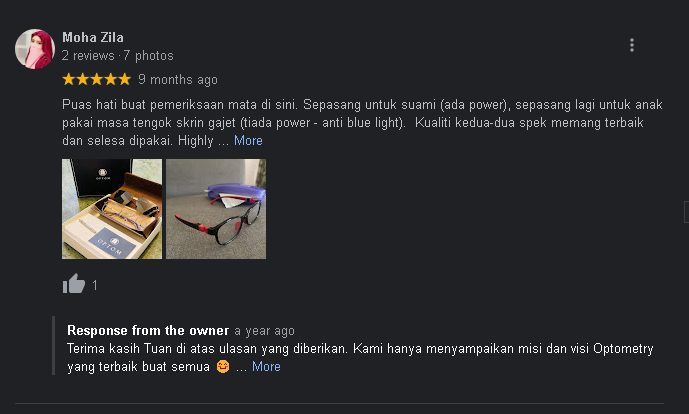 Moha Zila
2 reviews · 7 photos
9 months ago
Puas hati buat pemeriksaan mata di sini. Sepasang untuk suami (ada power), sepasang lagi untuk anak
pakai masa tengok skrin gajet (tiada power - anti blue light).  Kualiti kedua-dua spek memang terbaik
dan selesa dipakai. Highly ... More
OPTOM
OPTOM
1
Response from the owner a year ago
Terima kasih Tuan di atas ulasan yang diberikan. Kami hanya menyampaikan misi dan visi Optometry
yang terbaik buat semua 😄 ... More